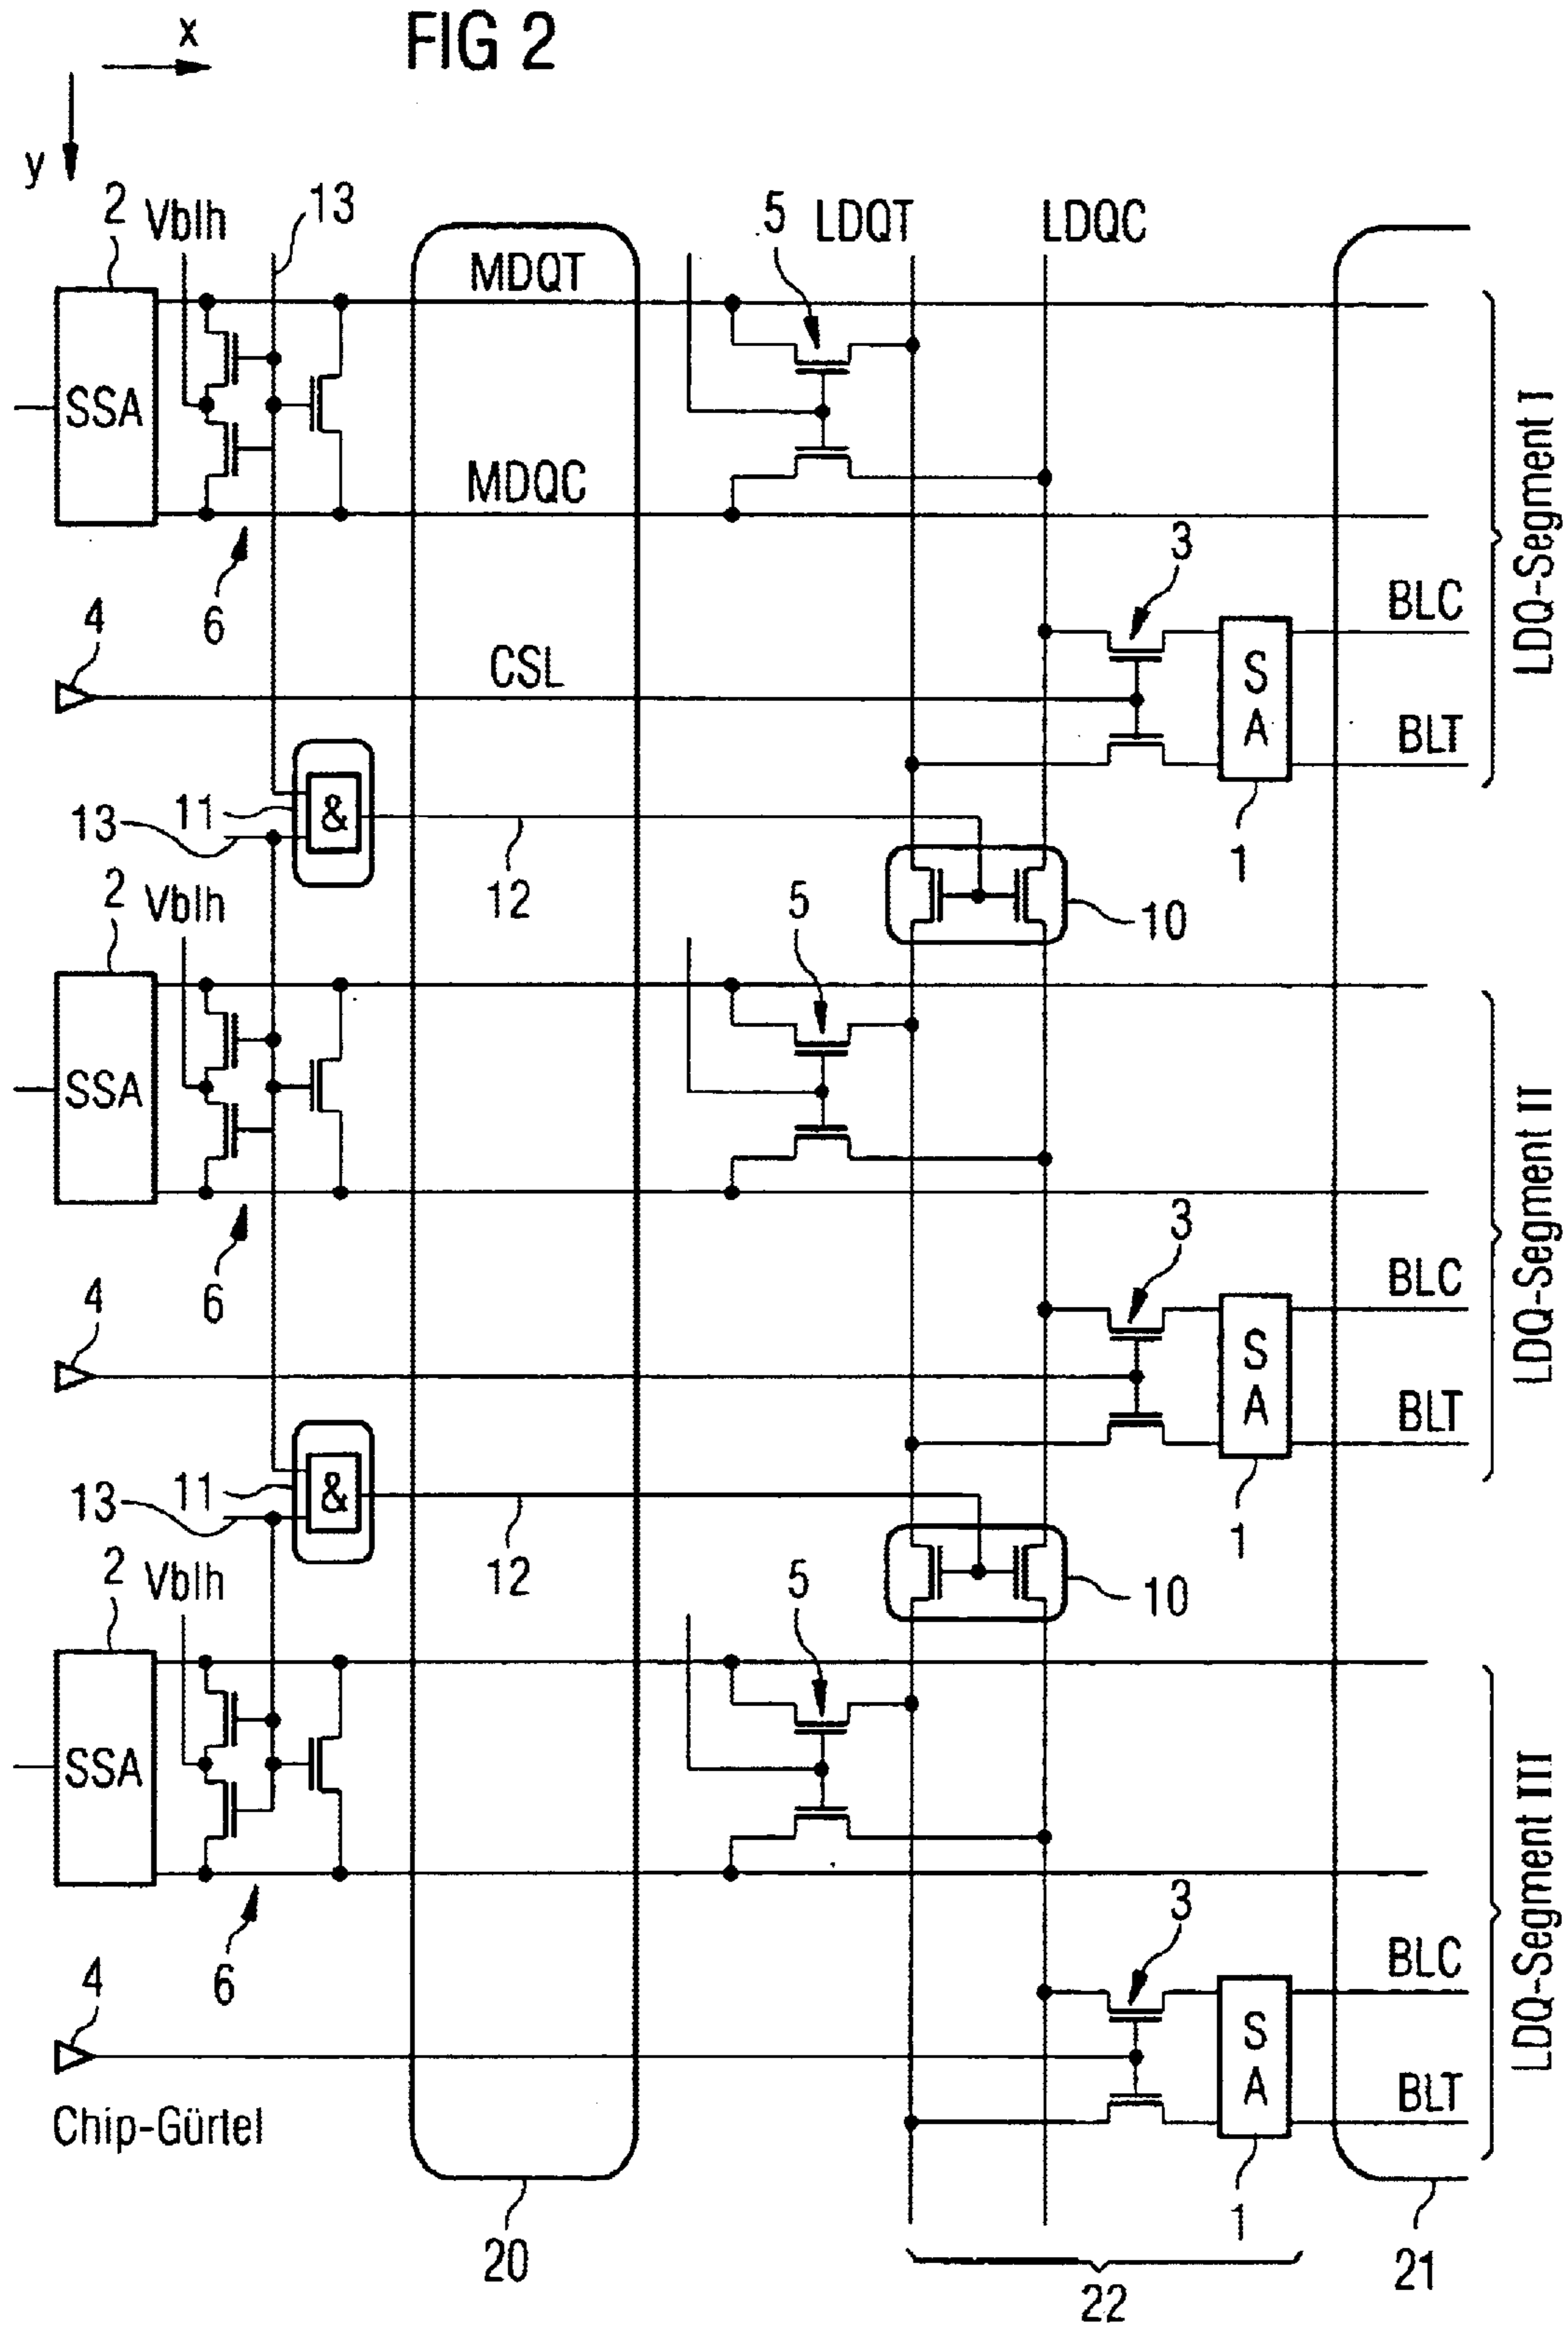 FIG 2
x
y
2
Vblh
13
MDQT
5
LDQT
LDQC
SSA
MDQC
6
3
BLC
4
CSL
S
A
BLT
LDQ-Segment I
11
&
13
12
1
10
2
Vblh
5
SSA
6
3
BLC
4
S
A
BLT
LDQ-Segment II
11
&
13
12
1
10
2
Vblh
5
SSA
6
3
BLC
4
S
A
BLT
LDQ-Segment III
Chip-Gürtel
20
1
21
22